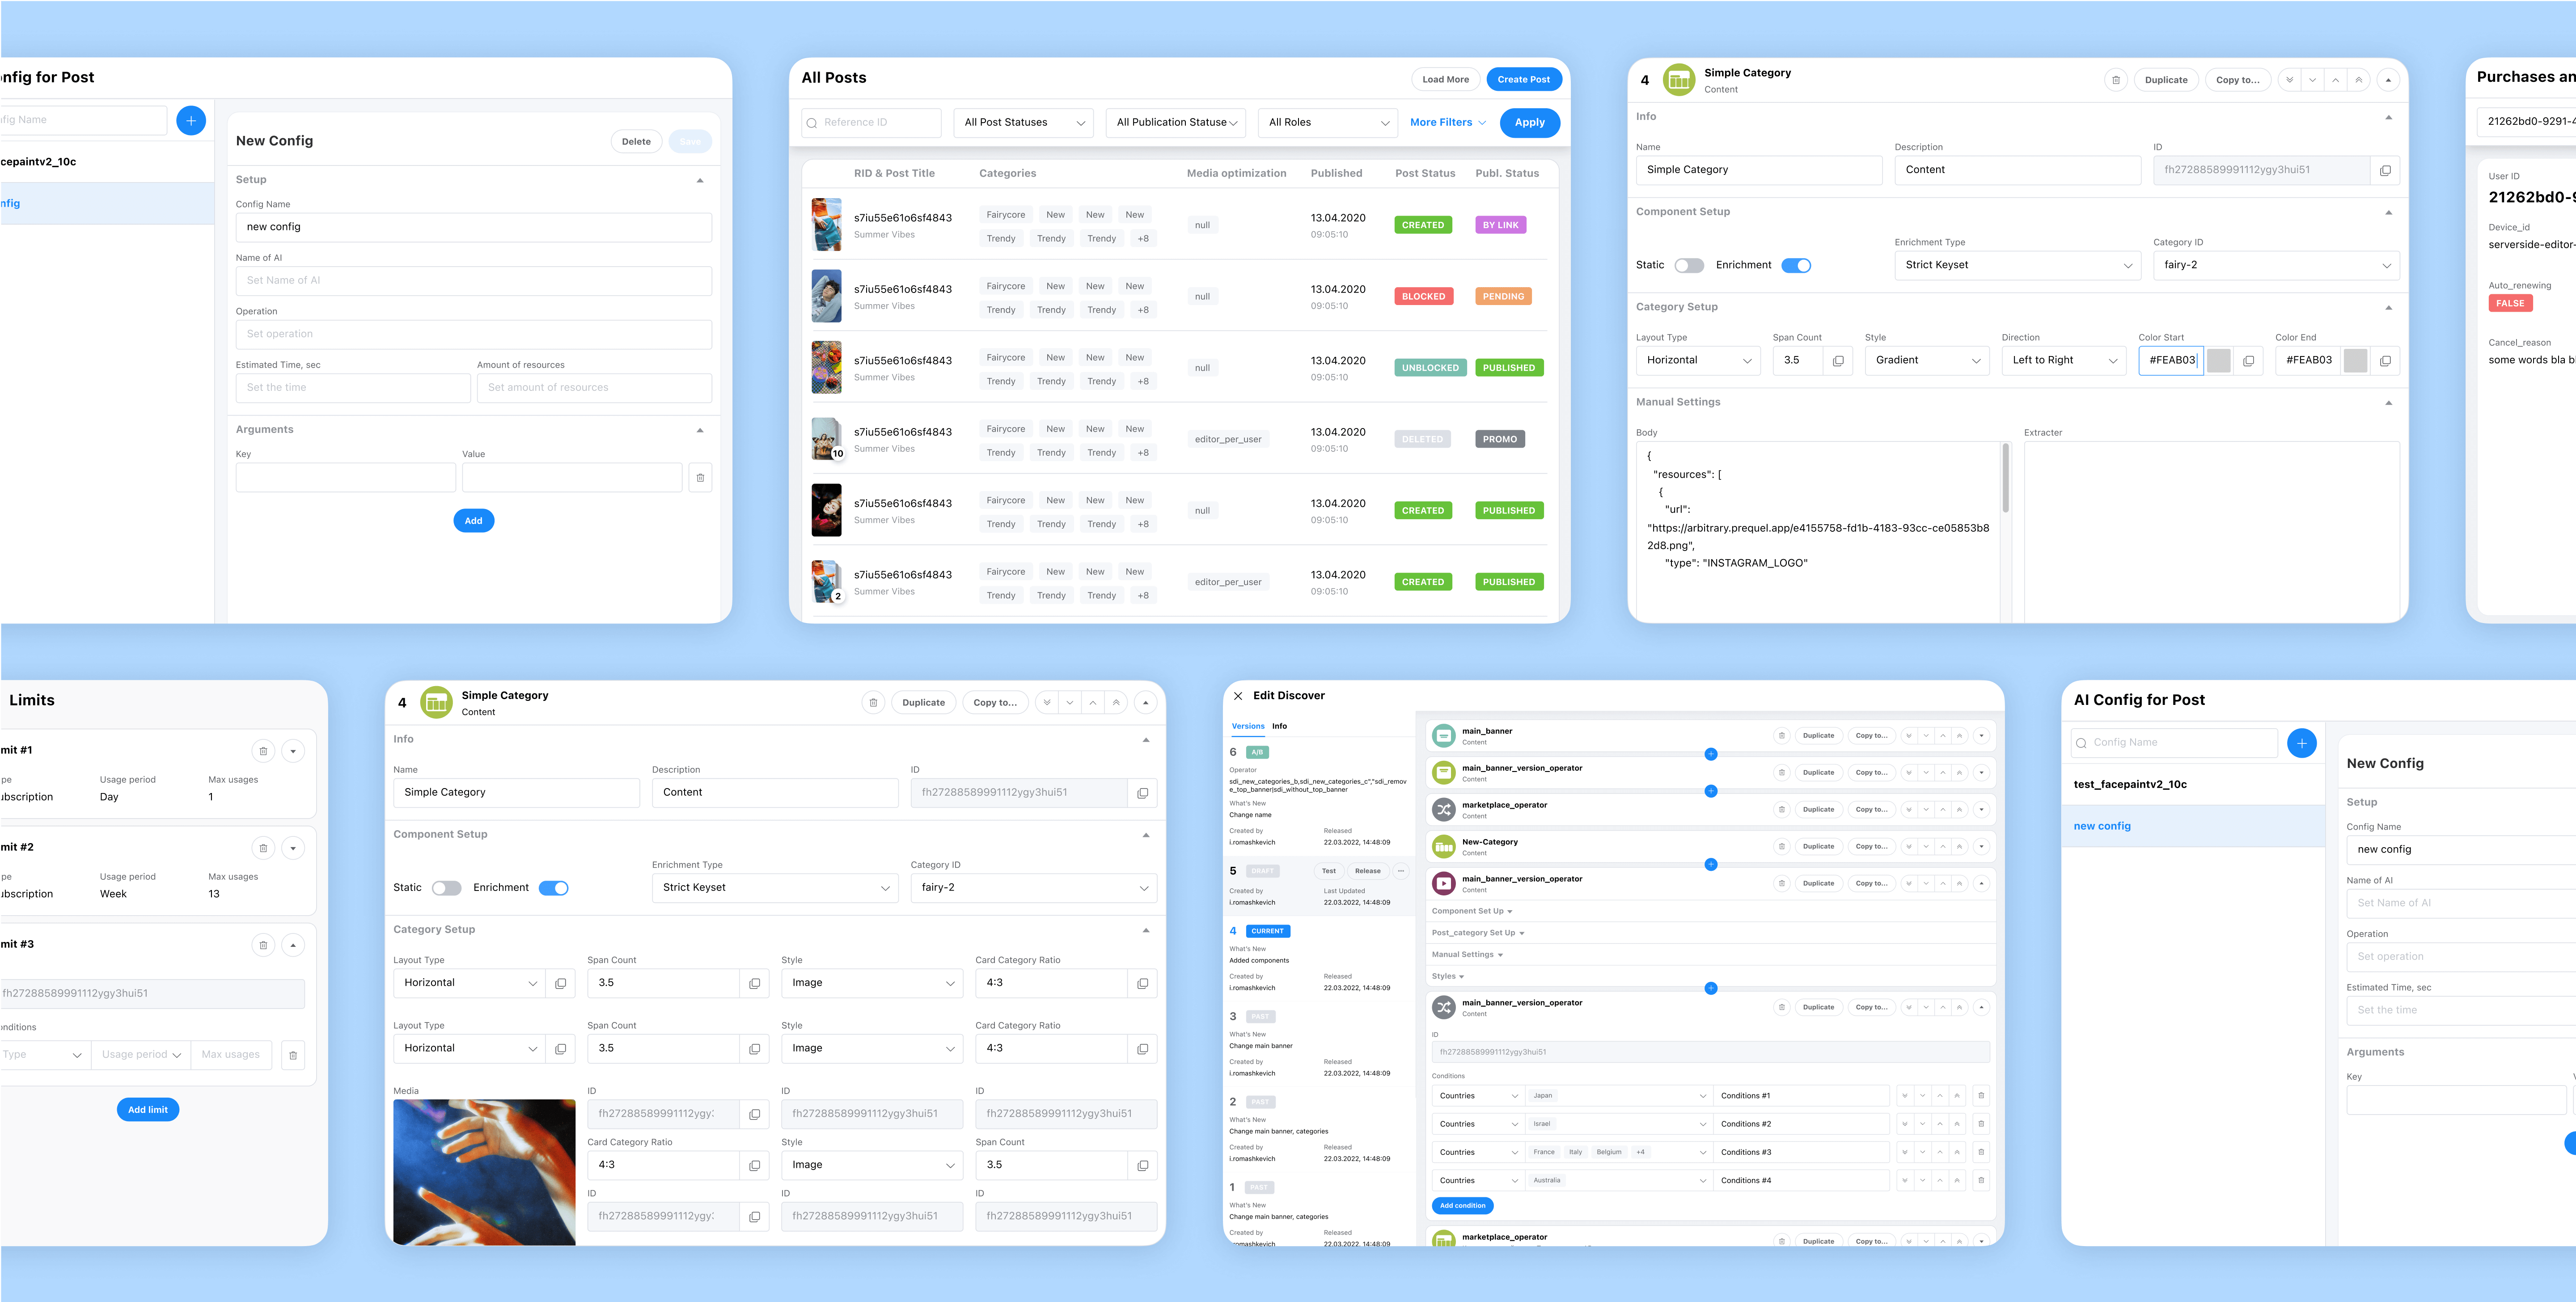 nfig for Post
fig Name
cepaintv2_10c
nfig
New Config
Delete
Save
Setup
Config Name
new config
Name of AI
Set Name of AI
Operation
Set operation
Estimated Time, sec Amount of resources
Set the time Set amount of resources
Arguments
Key Value
Add
All Posts
Load More Create Post
Reference ID All Post Statuses All Publication Statuse All Roles More Filters Apply
RID & Post Title Categories Media optimization Published Post Status Publ. Status
s7iu55e61o6sf4843 Fairycore New New New null 13.04.2020 CREATED BY LINK
Summer Vibes Trendy Trendy Trendy +8 09:05:10
s7iu55e61o6sf4843 Fairycore New New New null 13.04.2020 BLOCKED PENDING
Summer Vibes Trendy Trendy Trendy +8 09:05:10
s7iu55e61o6sf4843 Fairycore New New New null 13.04.2020 UNBLOCKED PUBLISHED
Summer Vibes Trendy Trendy Trendy +8 09:05:10
s7iu55e61o6sf4843 Fairycore New New New editor_per_user 13.04.2020 DELETED PROMO
10 Summer Vibes Trendy Trendy Trendy +8 09:05:10
s7iu55e61o6sf4843 Fairycore New New New null 13.04.2020 CREATED PUBLISHED
Summer Vibes Trendy Trendy Trendy +8 09:05:10
s7iu55e61o6sf4843 Fairycore New New New editor_per_user 13.04.2020 CREATED PUBLISHED
2 Summer Vibes Trendy Trendy Trendy +8 09:05:10
4 Simple Category Duplicate Copy to...
Content
Info
Name Description ID
Simple Category Content fh27288589991112ygy3hui51
Component Setup
Enrichment Type Category ID
Static Enrichment Strict Keyset fairy-2
Category Setup
Layout Type Span Count Style Direction Color Start Color End
Horizontal 3.5 Gradient Left to Right #FEAB03 #FEAB03
Manual Settings
Body Extracter
{
"resources": [
{
"url":
"https://arbitrary.prequel.app/e4155758-fd1b-4183-93cc-ce05853b8
2d8.png",
"type": "INSTAGRAM_LOGO"
Purchases an
21262bd0-9291-4
User ID
21262bd0-9
Device_id
serverside-editor-
Auto_renewing
FALSE
Cancel_reason
some words bla b
Limits
mit #1
pe Usage period Max usages
ubscription Day 1
mit #2
pe Usage period Max usages
ubscription Week 13
mit #3
fh27288589991112ygy3hui51
onditions
Type Usage period Max usages
Add limit
4 Simple Category Duplicate Copy to...
Content
Info
Name Description ID
Simple Category Content fh27288589991112ygy3hui51
Component Setup
Enrichment Type Category ID
Static Enrichment Strict Keyset fairy-2
Category Setup
Layout Type Span Count Style Card Category Ratio
Horizontal 3.5 Image 4:3
Layout Type Span Count Style Card Category Ratio
Horizontal 3.5 Image 4:3
Media ID ID ID
fh27288589991112ygy: fh27288589991112ygy3hui51 fh27288589991112ygy3hui51
Card Category Ratio Style Span Count
4:3 Image 3.5
ID ID ID
fh27288589991112ygy: fh27288589991112ygy3hui51 fh27288589991112ygy3hui51
Edit Discover
Versions Info
6 A/B
Operator
sdi_new_categories_b,sdi_new_categories_c","sdi_remov
e_top_banner|sdi_without_top_banner
What's New
Change name
Created by Released
i.romashkevich 22.03.2022, 14:48:09
5 DRAFT Test Release
Created by Last Updated
i.romashkevich 22.03.2022, 14:48:09
4 CURRENT
What's New
Added components
Created by Released
i.romashkevich 22.03.2022, 14:48:09
3 PAST
What's New
Change main banner
Created by Released
i.romashkevich 22.03.2022, 14:48:09
2 PAST
What's New
Change main banner, categories
Created by Released
i.romashkevich 22.03.2022, 14:48:09
1 PAST
What's New
Change main banner, categories
Created by Released
i.romashkevich 22.03.2022, 14:48:09
main_banner Duplicate Copy to...
Content
main_banner_version_operator Duplicate Copy to...
Content
marketplace_operator Duplicate Copy to...
Content
New-Category Duplicate Copy to...
Content
main_banner_version_operator Duplicate Copy to...
Content
Component Set Up
Post_category Set Up
Manual Settings
Styles
main_banner_version_operator Duplicate Copy to...
Content
ID
fh27288589991112ygy3hui51
Conditions
Countries Japan Conditions #1
Countries Israel Conditions #2
Countries France Italy Belgium +4 Conditions #3
Countries Australia Conditions #4
Add condition
marketplace_operator Duplicate Copy to...
AI Config for Post
Config Name
test_facepaintv2_10c
new config
New Config
Setup
Config Name
new config
Name of AI
Set Name of AI
Operation
Set operation
Estimated Time, sec
Set the time
Arguments
Key